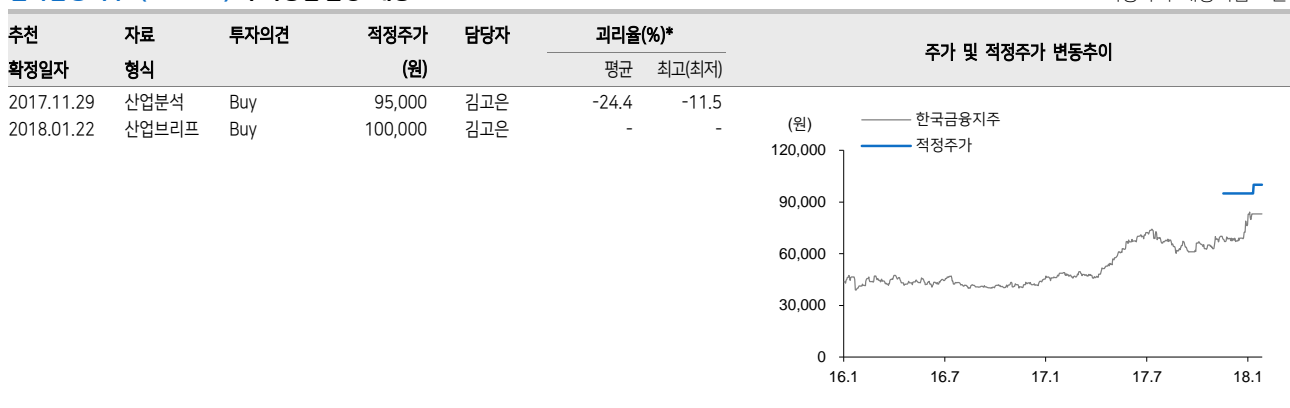 추천 자료 투자의견 적정주가 담당자 괴리율(%)* 주가 및 적정주가 변동추이
확정일자 형식 (원) 평균 최고(최저)
2017.11.29 산업분석 Buy 95,000 김고은 -24.4 -11.5
2018.01.22 산업브리프 Buy 100,000 김고은 - -
(원)
한국금융지주
적정주가
120,000
90,000
60,000
30,000
0
16.1 16.7 17.1 17.7 18.1